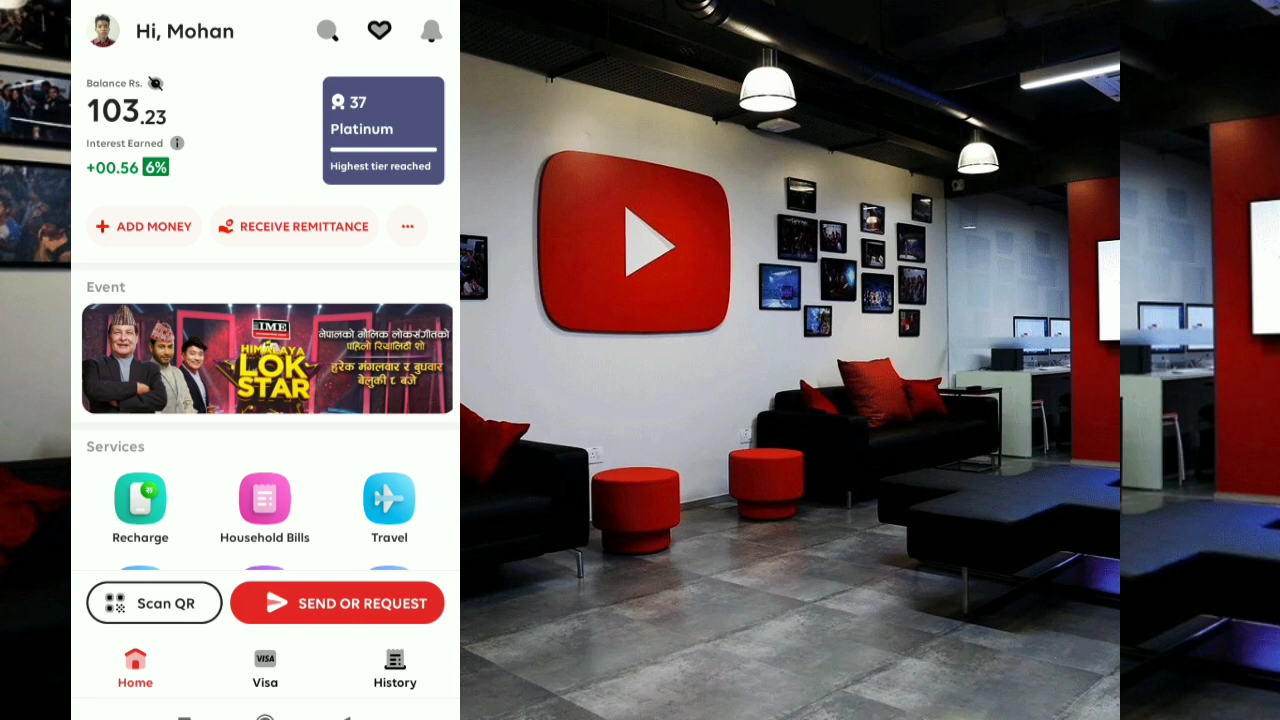 Hi, Mohan
Balance Rs.
103.23
Interest Earned
+00.56 6%
37
Platinum
Highest tier reached
ADD MONEY
RECEIVE REMITTANCE
Event
IME
HIMALAYA
LOK
STAR
नेपालको मौलिक लोकसंगीतको
पहिलो रियालिटी शो
हरेक मंगलवार र बुधवार
बेलुकी ८ बजे
Services
रु
Recharge
Household Bills
Travel
Scan QR
SEND OR REQUEST
VISA
Home
Visa
History